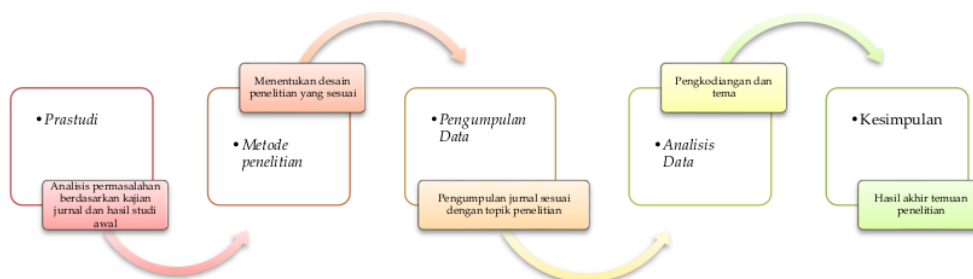 • Prastudi
Analisis permasalahan
berdasarkan kajian
jurnal dan hasil studi
awal
Menentukan desain
penelitian yang sesuai
• Metode
penelitian
• Pengumpulan
Data
Pengumpulan jurnal sesuai
dengan topik penelitian
Pengkodiangan dan
tema
• Analisis
Data
• Kesimpulan
Hasil akhir temuan
penelitian